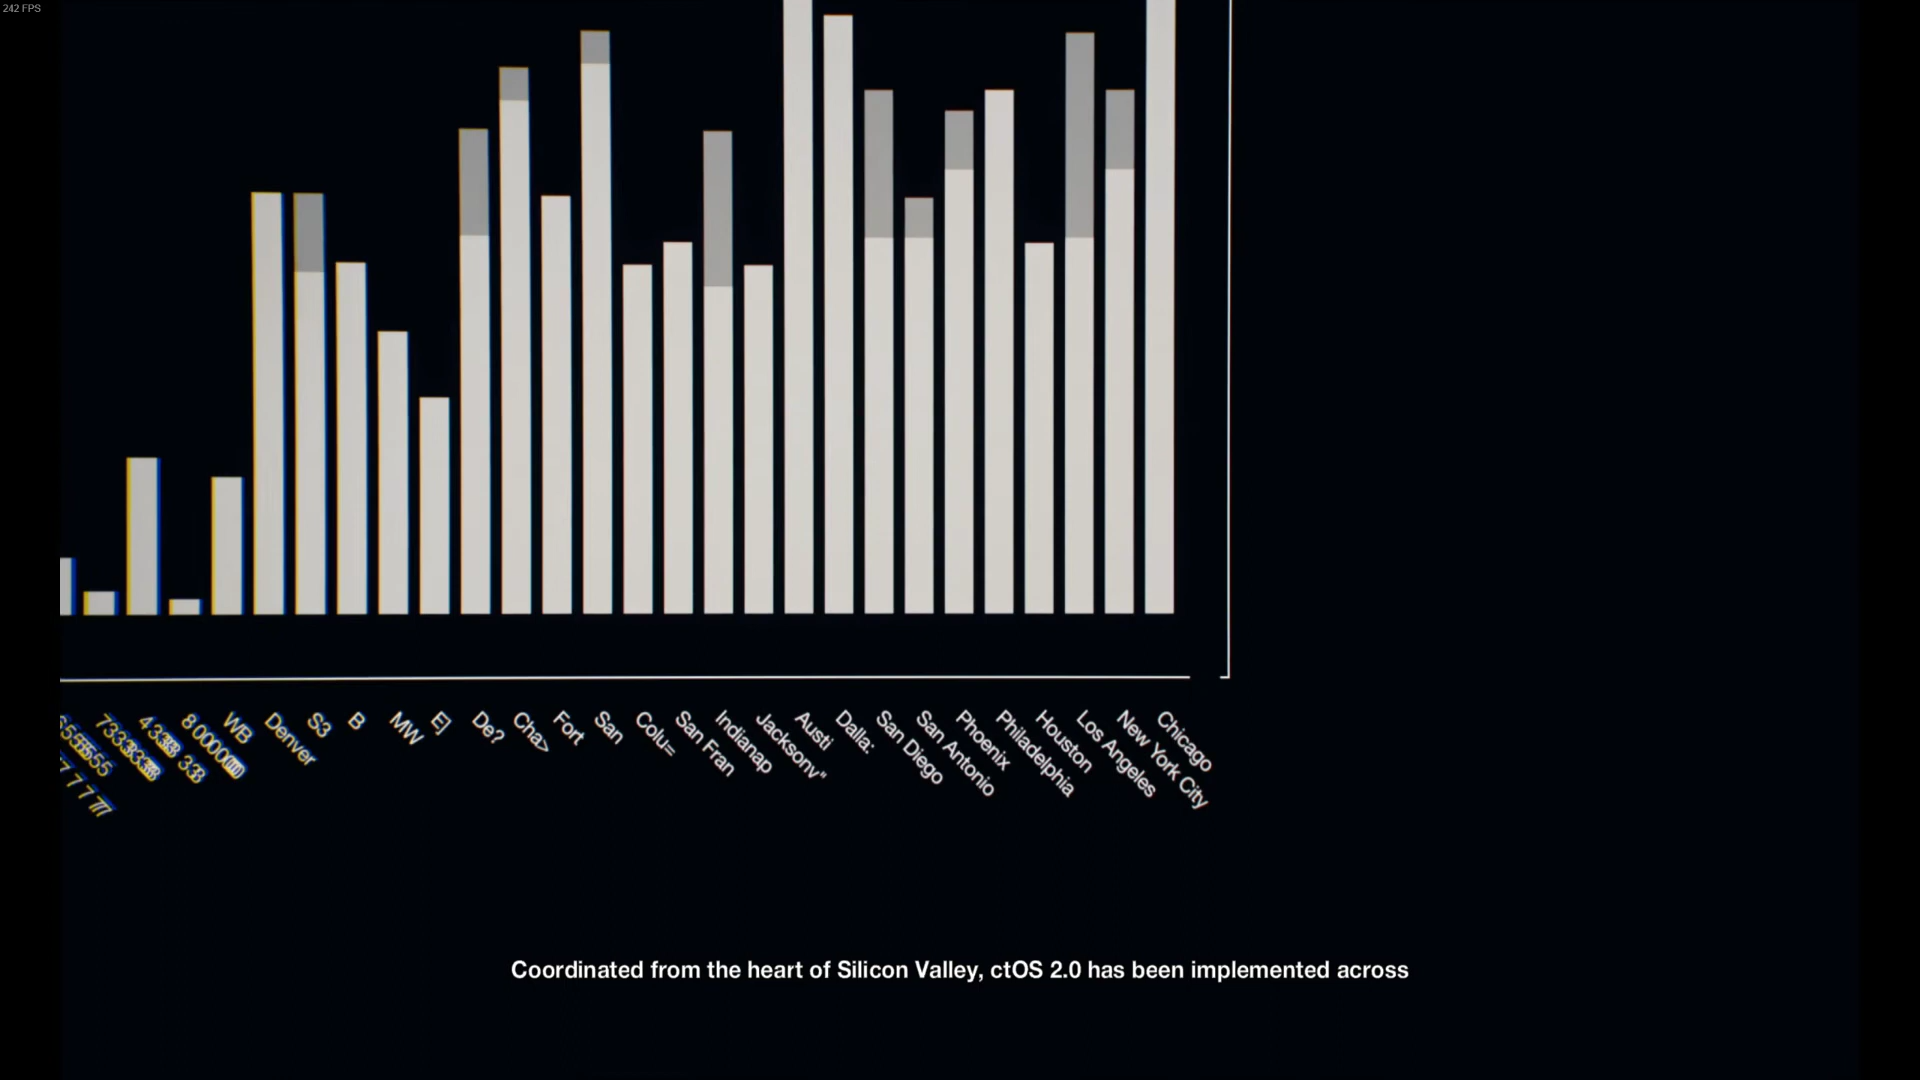 242 FPS
WB
Denver
S3
B
MW
EJ
De?
Cha>
Fort
San
Colu=
San Fran
Indianap
Jacksonv"
Austi
Dalla:
San Diego
San Antonio
Phoenix
Philadelphia
Houston
Los Angeles
New York City
Chicago
Coordinated from the heart of Silicon Valley, ctOS 2.0 has been implemented across